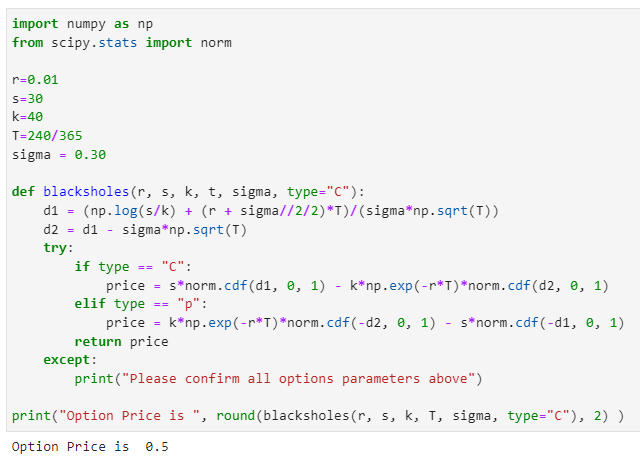 import numpy as np
from scipy.stats import norm
r=0.01
s=30
k=40
T=240/365
sigma = 0.30
def blacksholes(r, s, k, t, sigma, type="C"):
    d1 = (np.log(s/k) + (r + sigma//2/2)*T)/(sigma*np.sqrt(T))
    d2 = d1 - sigma*np.sqrt(T)
    try:
        if type == "C":
            price = s*norm.cdf(d1, 0, 1) - k*np.exp(-r*T)*norm.cdf(d2, 0, 1)
        elif type == "p":
            price = k*np.exp(-r*T)*norm.cdf(-d2, 0, 1) - s*norm.cdf(-d1, 0, 1)
        return price
    except:
        print("Please confirm all options parameters above")
print("Option Price is ", round(blacksholes(r, s, k, T, sigma, type="C"), 2) )
Option Price is  0.5